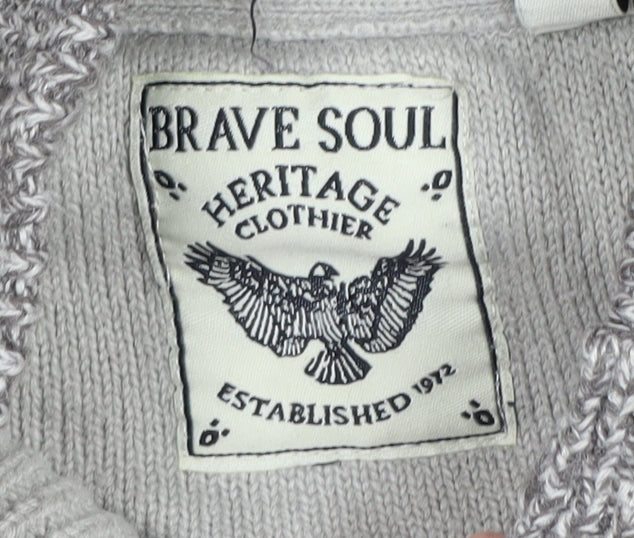 BRAVE SOUL
HERITAGE
CLOTHIER
ESTABLISHED 1972